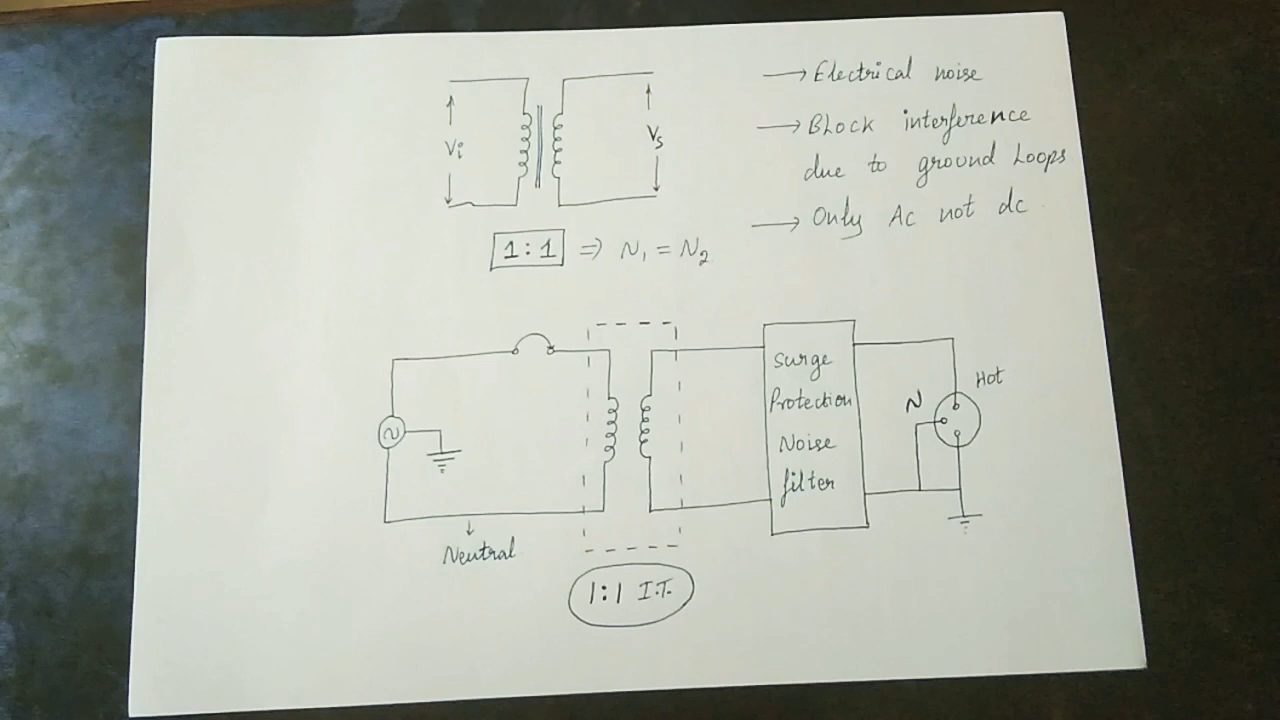 → Electrical noise
→ Block interference
due to ground Loops
→ Only Ac not dc
Vi
Vs
1:1 ⇒ N₁ = N₂
Surge
Protection
Noise
filter
N
Hot
Neutral
1:1 I.T.